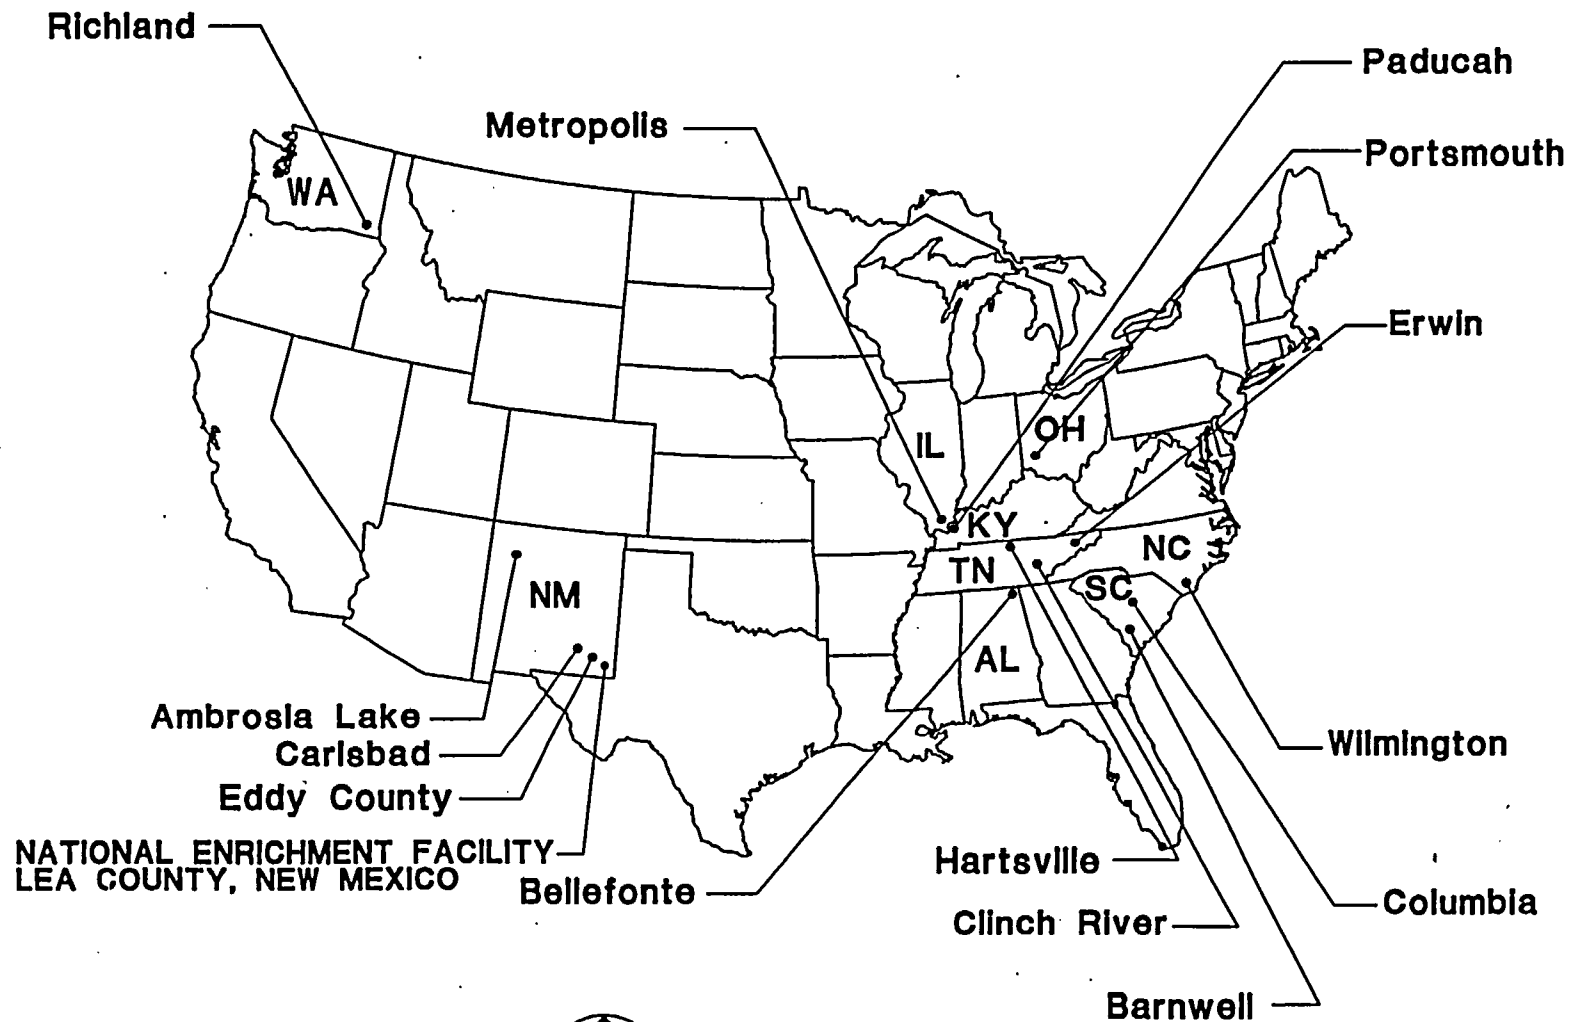 Richland
Paducah
Metropolis
Portsmouth
WA
Erwin
OH
IL
KY
NC
TN
NM
SC
AL
Ambrosia Lake
Carlsbad
Wilmington
Eddy County
NATIONAL ENRICHMENT FACILITY
LEA COUNTY, NEW MEXICO
Hartsville
Bellefonte
Columbia
Clinch River
Barnwell